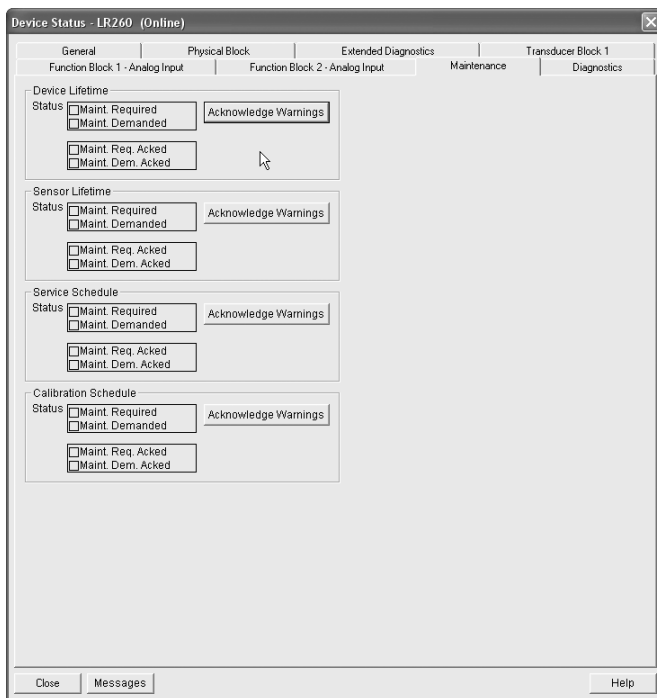 Device Status - LR260 (Online)
General
Physical Block
Extended Diagnostics
Transducer Block 1
Function Block 1 - Analog Input
Function Block 2 - Analog Input
Maintenance
Diagnostics
Device Lifetime
Status
Maint. Required
Maint. Demanded
Acknowledge Warnings
Maint. Req. Acked
Maint. Dem. Acked
Sensor Lifetime
Status
Maint. Required
Maint. Demanded
Acknowledge Warnings
Maint. Req. Acked
Maint. Dem. Acked
Service Schedule
Status
Maint. Required
Maint. Demanded
Acknowledge Warnings
Maint. Req. Acked
Maint. Dem. Acked
Calibration Schedule
Status
Maint. Required
Maint. Demanded
Acknowledge Warnings
Maint. Req. Acked
Maint. Dem. Acked
Close
Messages
Help